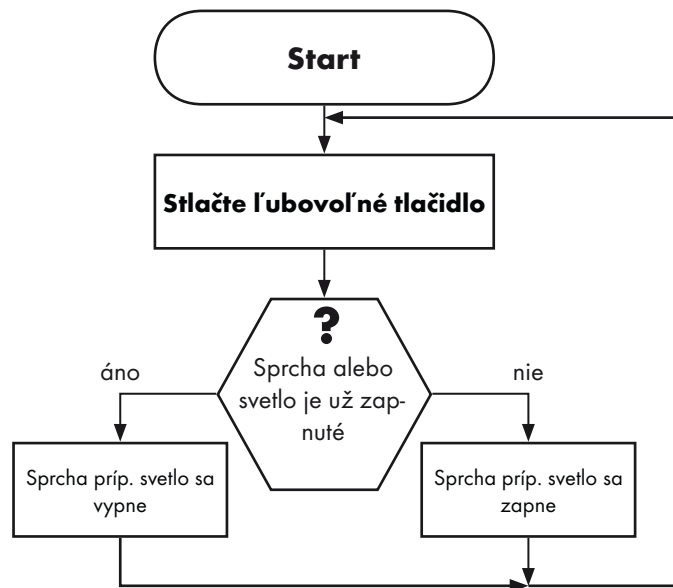 Start
Stlačte ľubovoľné tlačidlo
?
Sprcha alebo
svetlo je už zap-
nuté
áno
nie
Sprcha príp. svetlo sa
vypne
Sprcha príp. svetlo sa
zapne